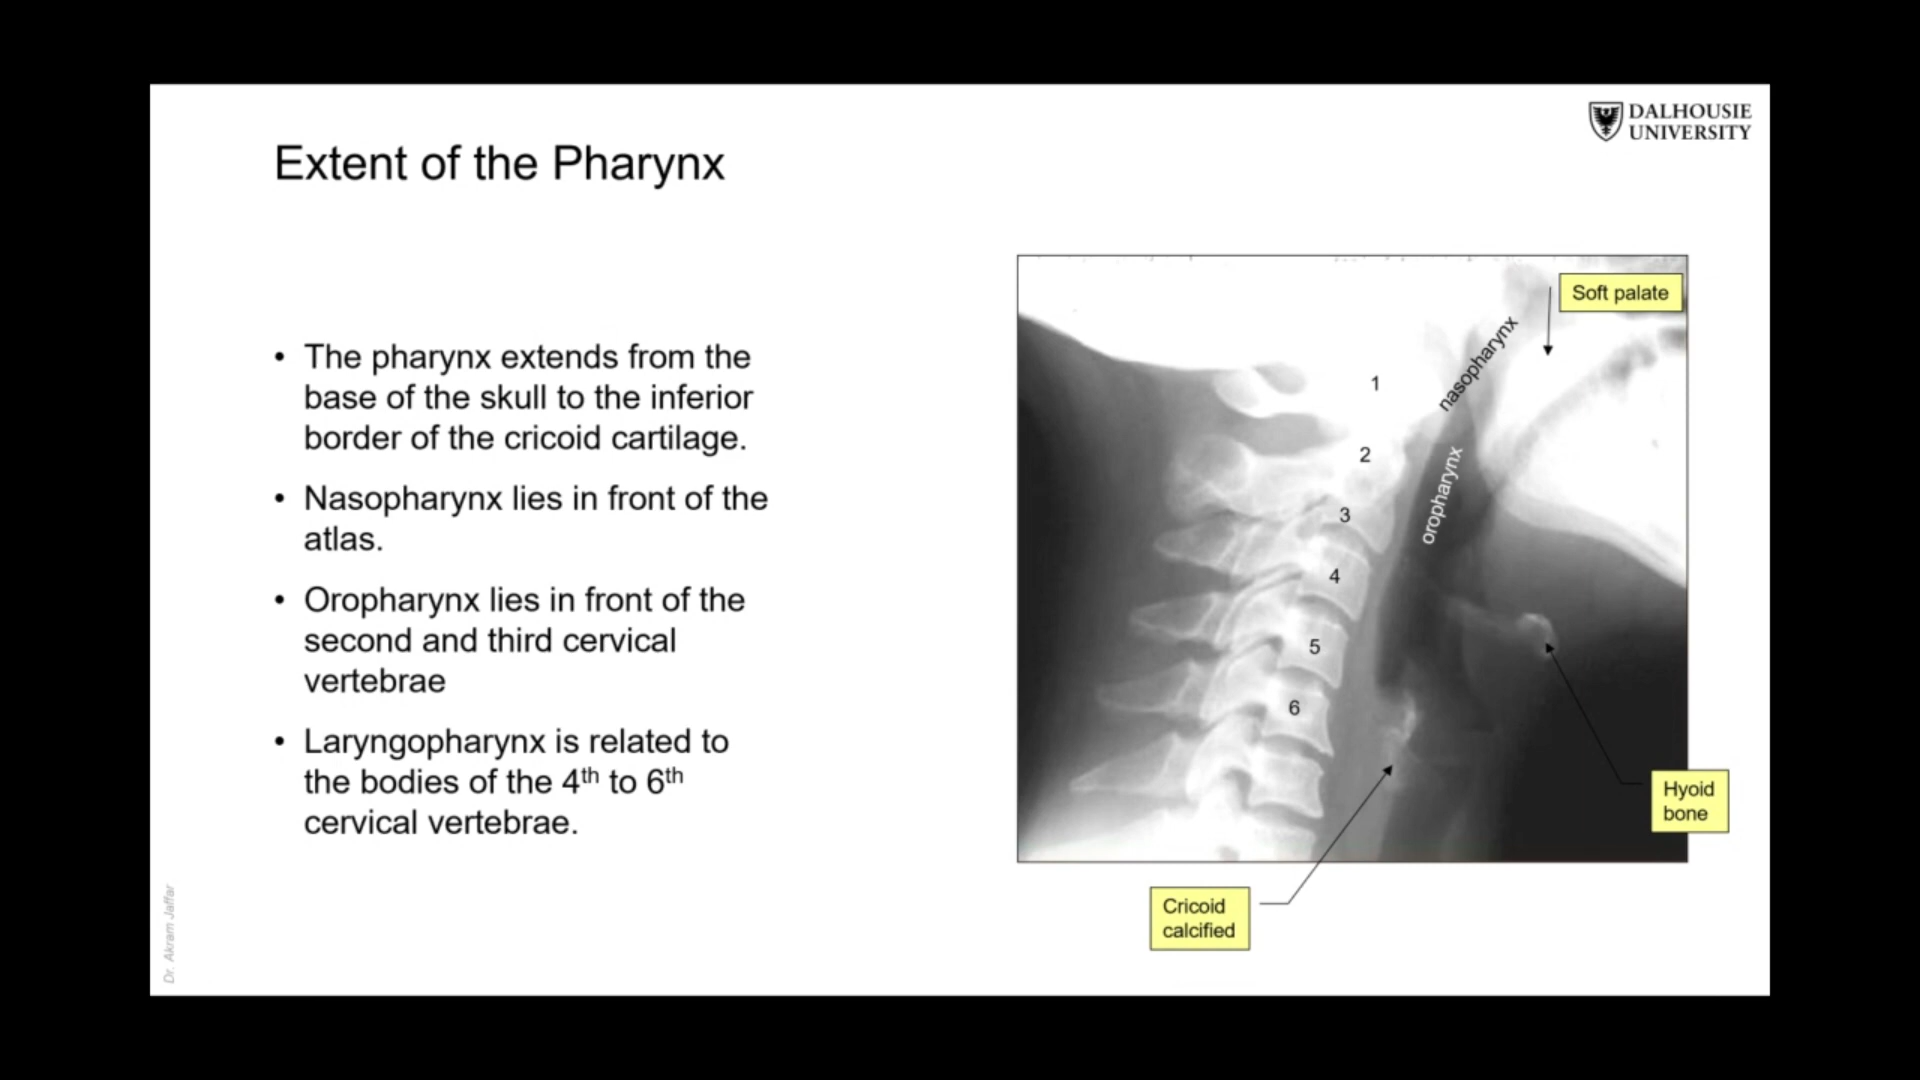 DALHOUSIE
UNIVERSITY
Extent of the Pharynx
• The pharynx extends from the
base of the skull to the inferior
border of the cricoid cartilage.
• Nasopharynx lies in front of the
atlas.
• Oropharynx lies in front of the
second and third cervical
vertebrae
• Laryngopharynx is related to
the bodies of the 4th to 6th
cervical vertebrae.
Soft palate
nasopharynx
1
2
oropharynx
3
4
5
6
Hyoid
bone
Cricoid
calcified
Dr. Akram Jaffar